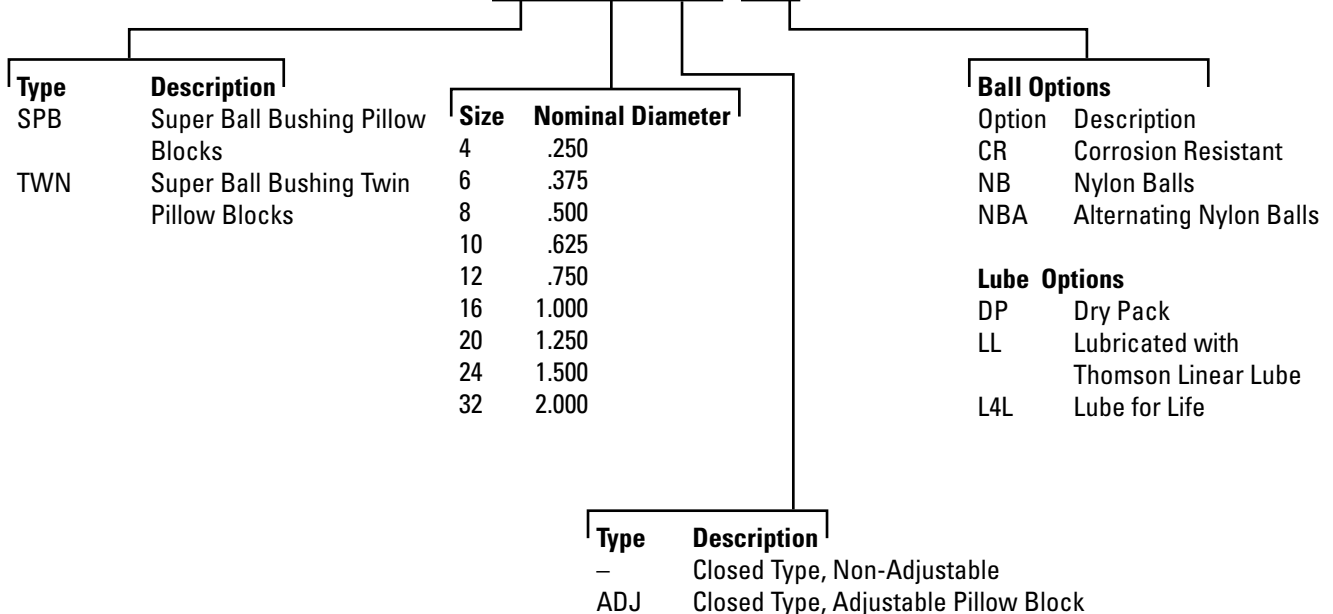 Type Description
SPB Super Ball Bushing Pillow
Blocks
TWN Super Ball Bushing Twin
Pillow Blocks
Size Nominal Diameter
4 .250
6 .375
8 .500
10 .625
12 .750
16 1.000
20 1.250
24 1.500
32 2.000
Ball Options
Option Description
CR Corrosion Resistant
NB Nylon Balls
NBA Alternating Nylon Balls
Lube Options
DP Dry Pack
LL Lubricated with
Thomson Linear Lube
L4L Lube for Life
Type Description
– Closed Type, Non-Adjustable
ADJ Closed Type, Adjustable Pillow Block